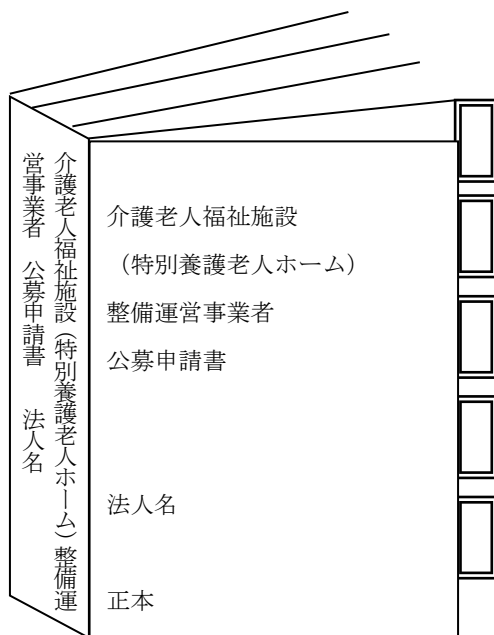 介護老人福祉施設（特別養護老人ホーム）整備運
営事業者　公募申請書　　法人名
介護老人福祉施設
（特別養護老人ホーム）
整備運営事業者
公募申請書
法人名
正本